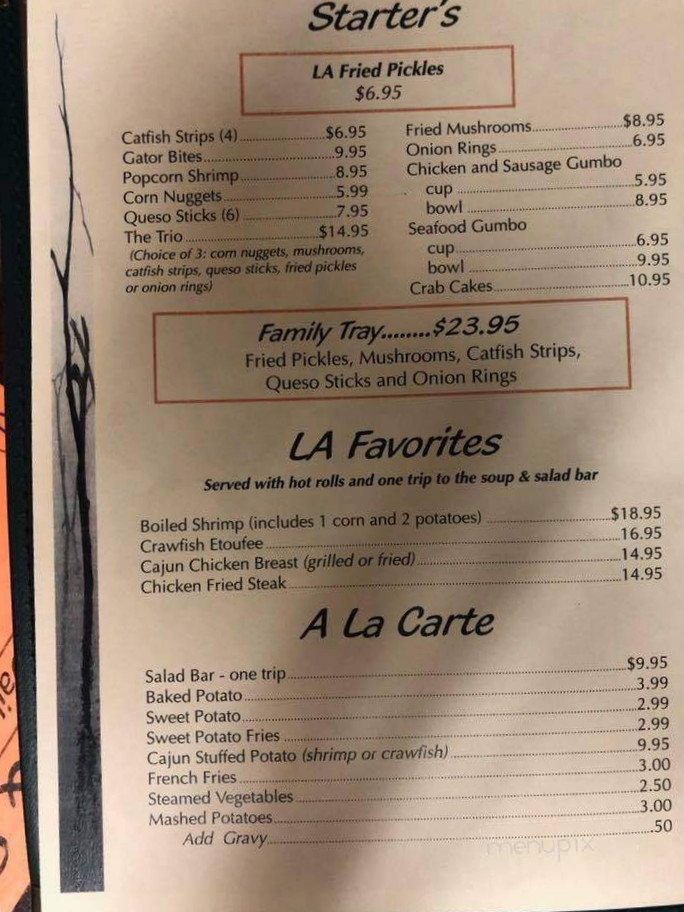 Starter's
LA Fried Pickles
$6.95
Catfish Strips (4)..........$6.95
Gator Bites..........9.95
Popcorn Shrimp..........8.95
Corn Nuggets..........5.99
Queso Sticks (6)..........7.95
The Trio..........$14.95
(Choice of 3: corn nuggets, mushrooms,
catfish strips, queso sticks, fried pickles
or onion rings)
Fried Mushrooms..........$8.95
Onion Rings..........6.95
Chicken and Sausage Gumbo
cup..........5.95
bowl..........8.95
Seafood Gumbo
cup..........6.95
bowl..........9.95
Crab Cakes..........10.95
Family Tray........$23.95
Fried Pickles, Mushrooms, Catfish Strips,
Queso Sticks and Onion Rings
LA Favorites
Served with hot rolls and one trip to the soup & salad bar
Boiled Shrimp (includes 1 corn and 2 potatoes)..........$18.95
Crawfish Etoufee..........16.95
Cajun Chicken Breast (grilled or fried)..........14.95
Chicken Fried Steak..........14.95
A La Carte
Salad Bar - one trip..........$9.95
Baked Potato..........3.99
Sweet Potato..........2.99
Sweet Potato Fries..........2.99
Cajun Stuffed Potato (shrimp or crawfish)..........9.95
French Fries..........3.00
Steamed Vegetables..........2.50
Mashed Potatoes..........3.00
Add Gravy...........50
menupix